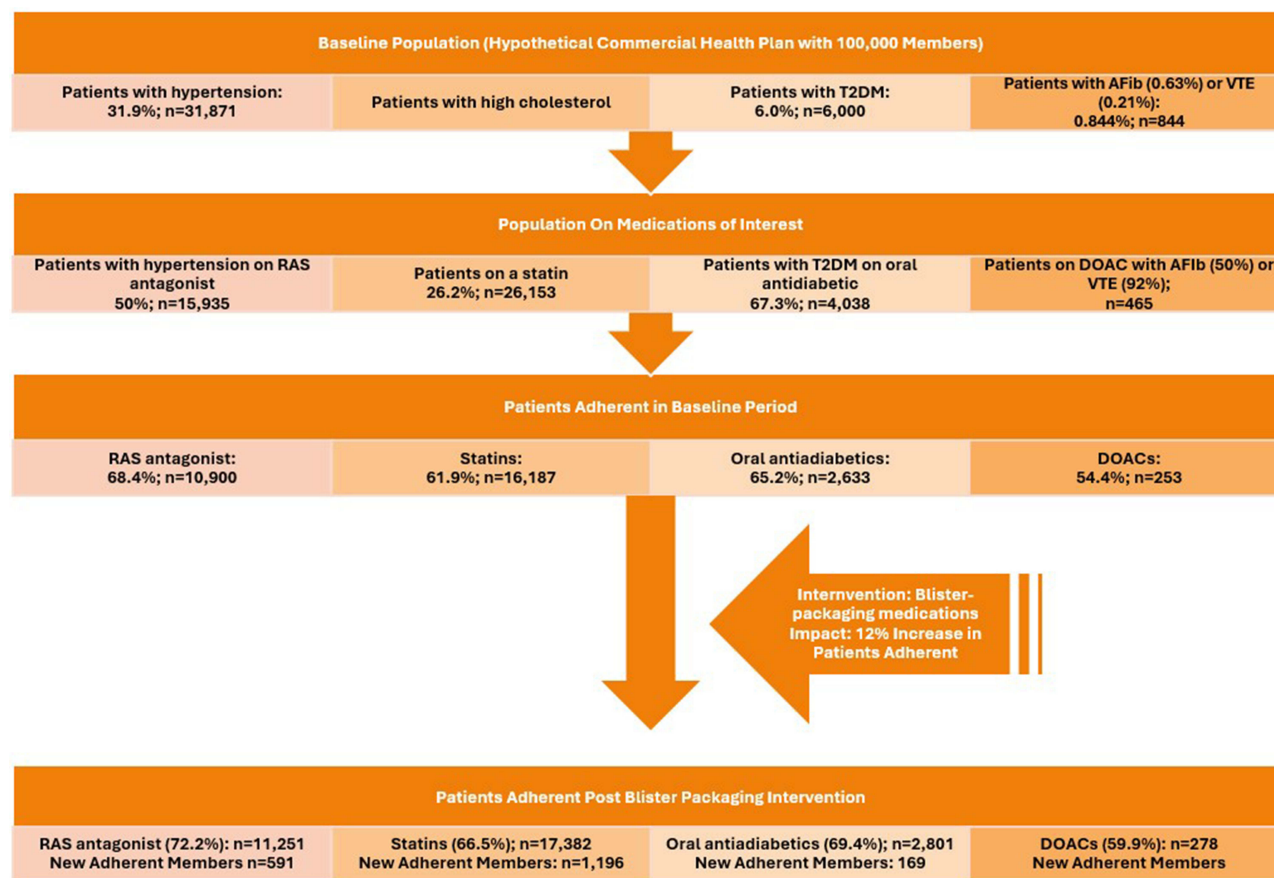 Baseline Population (Hypothetical Commercial Health Plan with 100,000 Members)
Patients with hypertension:
31.9%; n=31,871
Patients with high cholesterol
Patients with T2DM:
6.0%; n=6,000
Patients with AFib (0.63%) or VTE
(0.21%):
0.844%; n=844
Population On Medications of Interest
Patients with hypertension on RAS
antagonist
50%; n=15,935
Patients on a statin
26.2%; n=26,153
Patients with T2DM on oral
antidiabetic
67.3%; n=4,038
Patients on DOAC with AFIb (50%) or
VTE (92%);
n=465
Patients Adherent in Baseline Period
RAS antagonist:
68.4%; n=10,900
Statins:
61.9%; n=16,187
Oral antiadiabetics:
65.2%; n=2,633
DOACs:
54.4%; n=253
Internvention: Blister-
packaging medications
Impact: 12% Increase in
Patients Adherent
Patients Adherent Post Blister Packaging Intervention
RAS antagonist (72.2%): n=11,251
New Adherent Members n=591
Statins (66.5%); n=17,382
New Adherent Members: n=1,196
Oral antiadiabetics (69.4%); n=2,801
New Adherent Members: 169
DOACs (59.9%): n=278
New Adherent Members